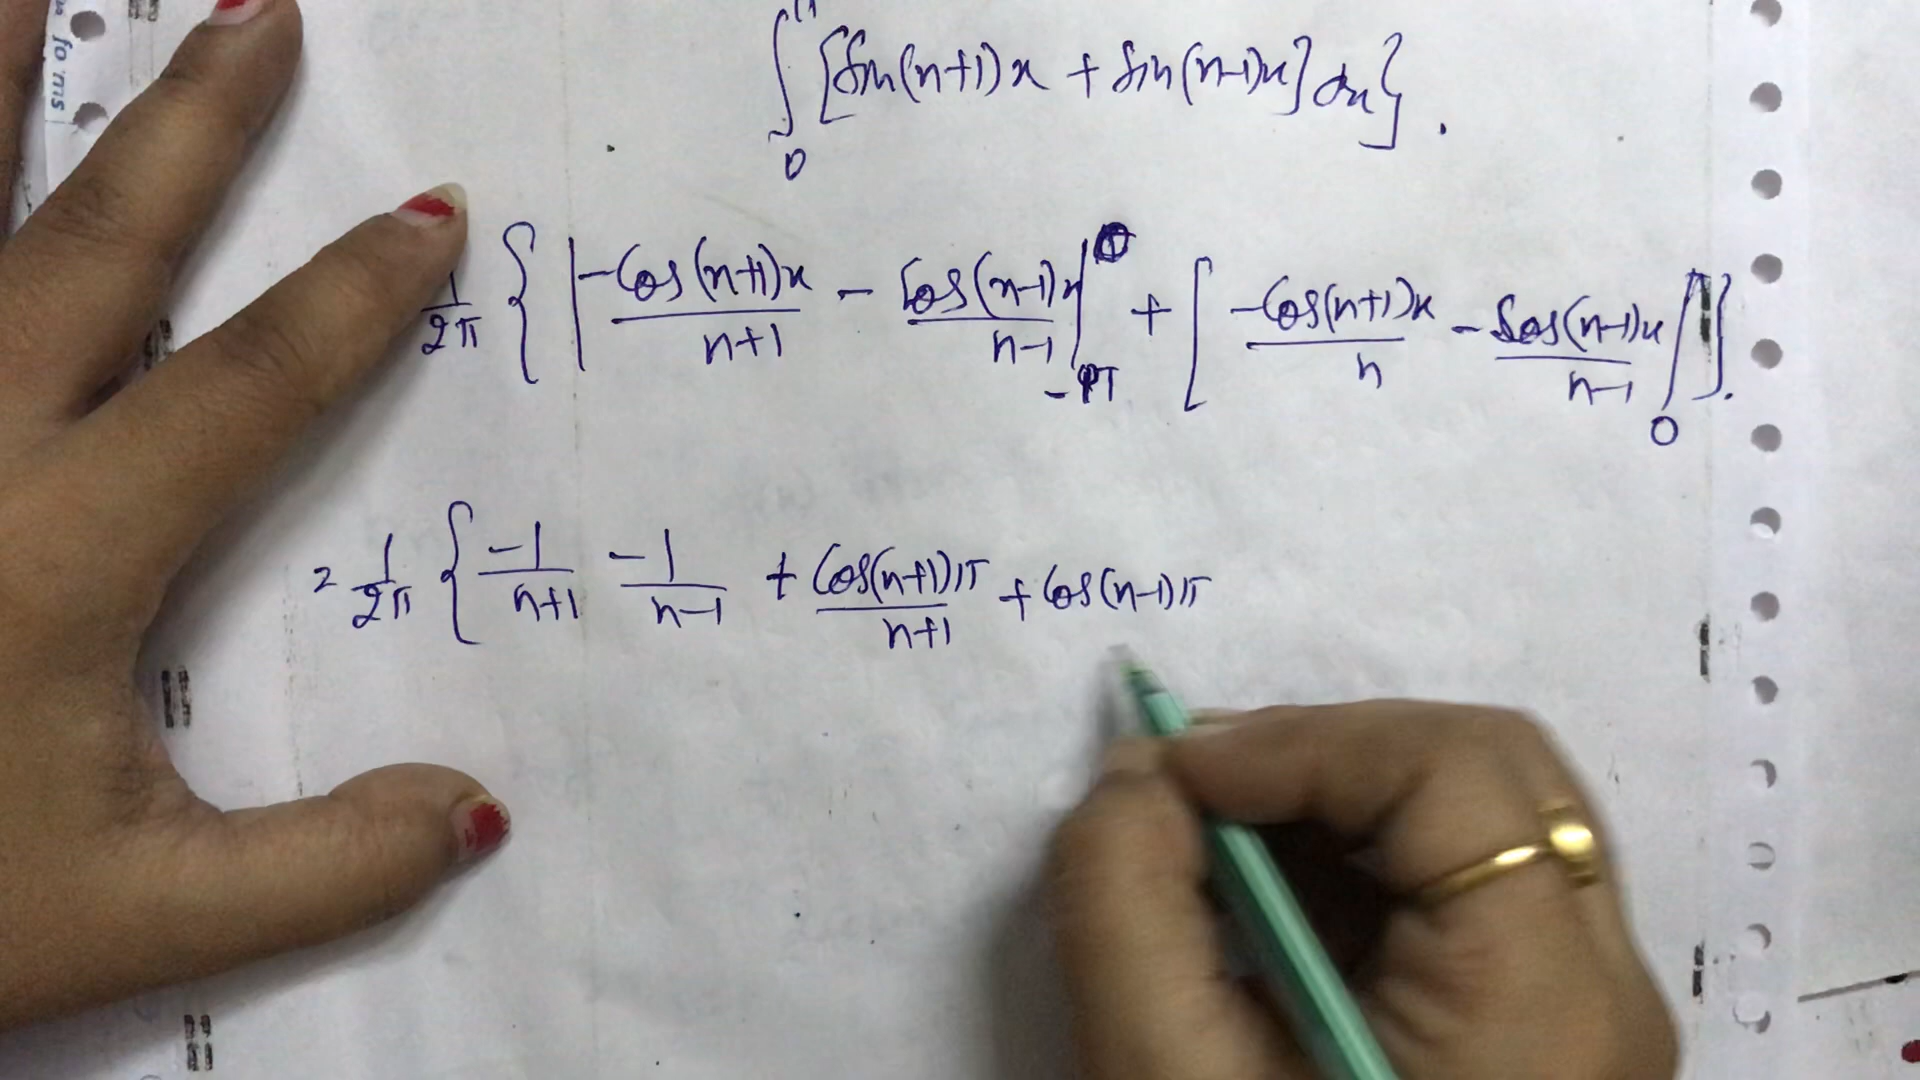 ∫₀^π [Sin(n+1)x + Sin(n-1)x] dx}.
1/2π { |-Cos(n+1)x/n+1 - Cos(n-1)x/n-1|₋π^0 + [-Cos(n+1)x/n - Cos(n-1)x/n-1]₀^π }.
= 1/2π { -1/n+1 -1/n-1 + Cos(n+1)π/n+1 + Cos(n-1)π